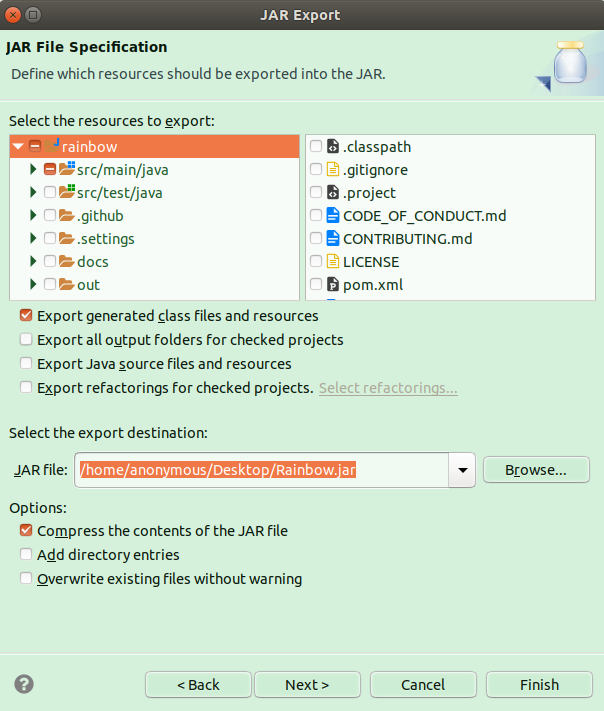 JAR Export
JAR File Specification
Define which resources should be exported into the JAR.
Select the resources to export:
rainbow
src/main/java
src/test/java
.github
.settings
docs
out
.classpath
.gitignore
.project
CODE_OF_CONDUCT.md
CONTRIBUTING.md
LICENSE
pom.xml
Export generated class files and resources
Export all output folders for checked projects
Export Java source files and resources
Export refactorings for checked projects. Select refactorings...
Select the export destination:
JAR file: /home/anonymous/Desktop/Rainbow.jar Browse...
Options:
Compress the contents of the JAR file
Add directory entries
Overwrite existing files without warning
? < Back Next > Cancel Finish